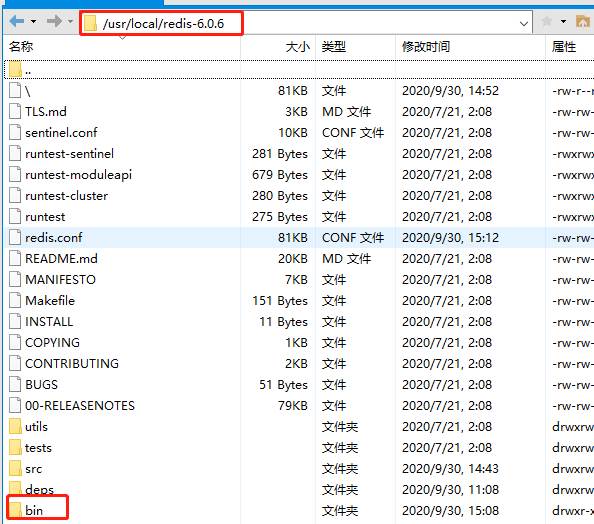 /usr/local/redis-6.0.6
名称 大小 类型 修改时间 属性
..
\ 81KB 文件 2020/9/30, 14:52 -rw-r--r
TLS.md 3KB MD 文件 2020/7/21, 2:08 -rw-rw-
sentinel.conf 10KB CONF 文件 2020/7/21, 2:08 -rw-rw-
runtest-sentinel 281 Bytes 文件 2020/7/21, 2:08 -rwxrwx
runtest-moduleapi 679 Bytes 文件 2020/7/21, 2:08 -rwxrwx
runtest-cluster 280 Bytes 文件 2020/7/21, 2:08 -rwxrwx
runtest 275 Bytes 文件 2020/7/21, 2:08 -rwxrwx
redis.conf 81KB CONF 文件 2020/9/30, 15:12 -rw-rw-
README.md 20KB MD 文件 2020/7/21, 2:08 -rw-rw-
MANIFESTO 7KB 文件 2020/7/21, 2:08 -rw-rw-
Makefile 151 Bytes 文件 2020/7/21, 2:08 -rw-rw-
INSTALL 11 Bytes 文件 2020/7/21, 2:08 -rw-rw-
COPYING 1KB 文件 2020/7/21, 2:08 -rw-rw-
CONTRIBUTING 2KB 文件 2020/7/21, 2:08 -rw-rw-
BUGS 51 Bytes 文件 2020/7/21, 2:08 -rw-rw-
00-RELEASENOTES 79KB 文件 2020/7/21, 2:08 -rw-rw-
utils 文件夹 2020/7/21, 2:08 drwxrw
tests 文件夹 2020/7/21, 2:08 drwxrw
src 文件夹 2020/9/30, 14:43 drwxrw
deps 文件夹 2020/9/30, 11:08 drwxrw
bin 文件夹 2020/9/30, 15:08 drwxr-x